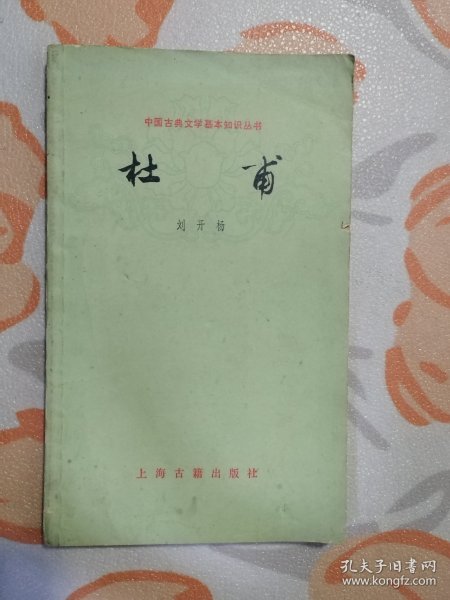 中国古典文学基本知识丛书
杜甫
刘开杨
上海古籍出版社
孔夫子旧书网
www.kongfz.com